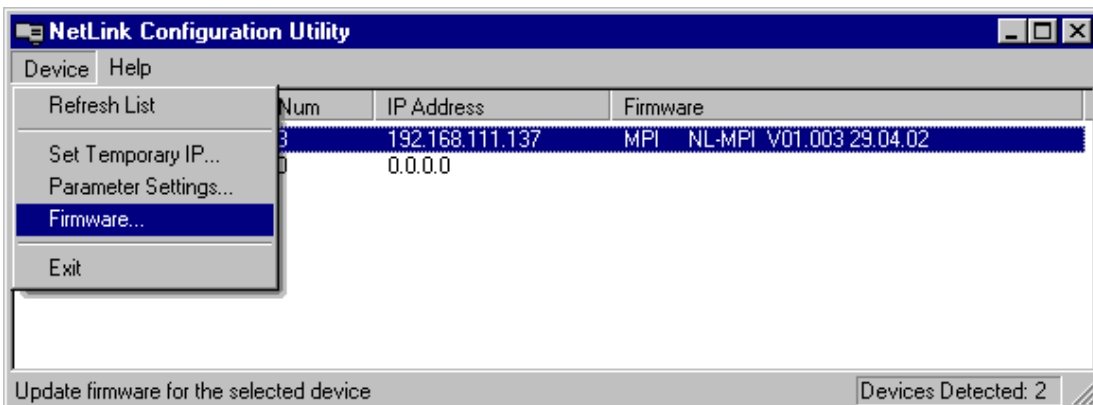 NetLink Configuration Utility
Device Help
Refresh List
Num IP Address Firmware
3 192.168.111.137 MPI NL-MPI V01.003 29.04.02
0 0.0.0.0
Set Temporary IP...
Parameter Settings...
Firmware...
Exit
Update firmware for the selected device Devices Detected: 2